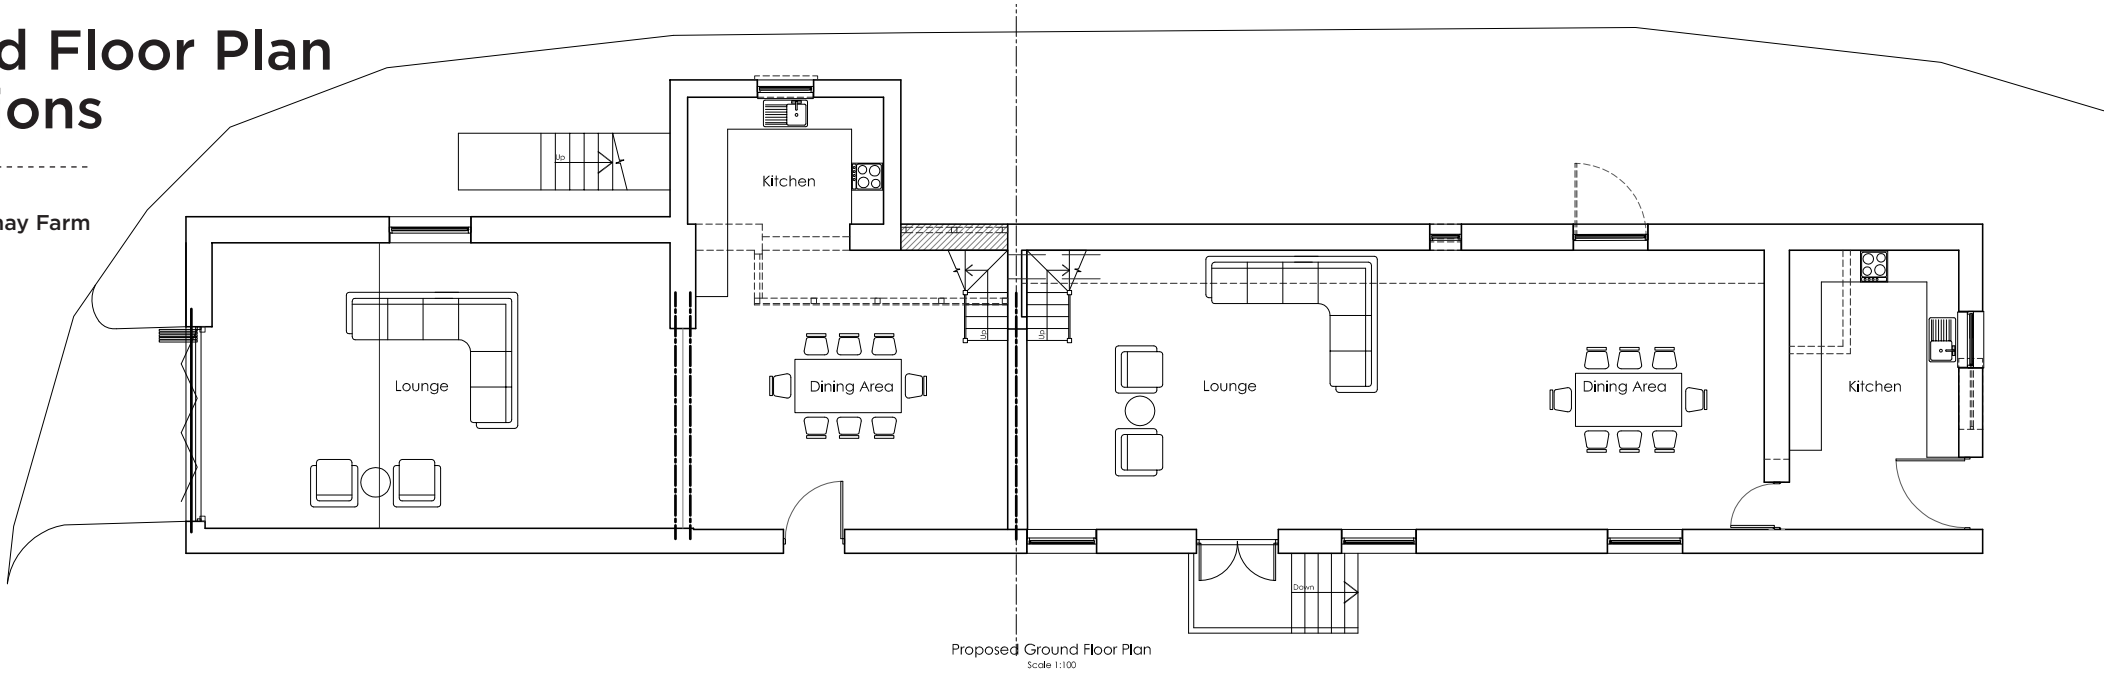 d Floor Plan
ions
nay Farm
Up
Kitchen
Up
Up
Lounge
Dining Area
Lounge
Dining Area
Kitchen
Down
Proposed Ground Floor Plan
Scale 1:100